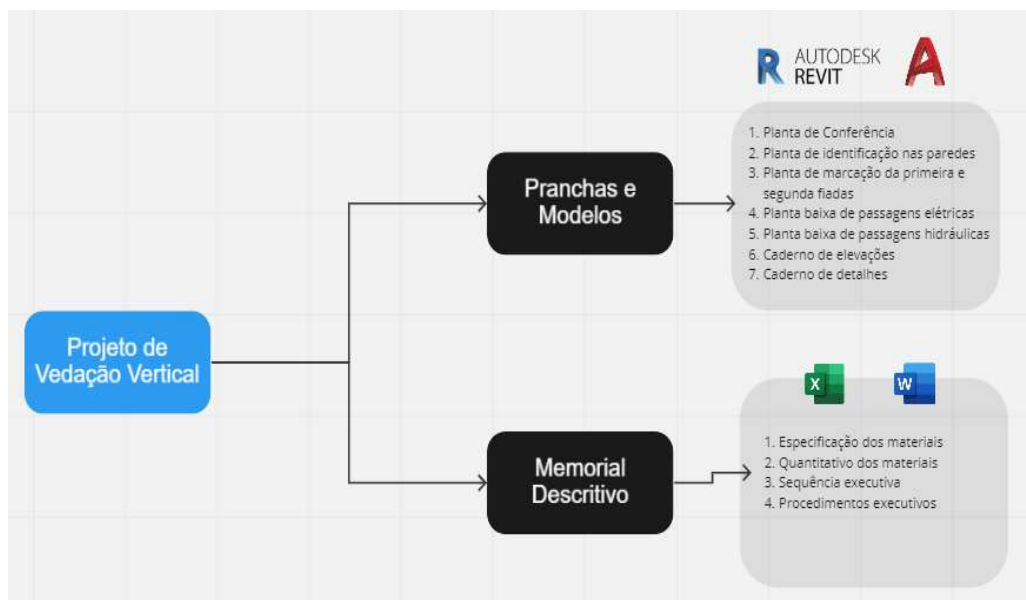 AUTODESK
REVIT
1. Planta de Conferência
2. Planta de identificação nas paredes
3. Planta de marcação da primeira e
segunda fiadas
4. Planta baixa de passagens elétricas
5. Planta baixa de passagens hidráulicas
6. Caderno de elevações
7. Caderno de detalhes
Pranchas e
Modelos
Projeto de
Vedação Vertical
Memorial
Descritivo
X
W
1. Especificação dos materiais
2. Quantitativo dos materiais
3. Sequência executiva
4. Procedimentos executivos